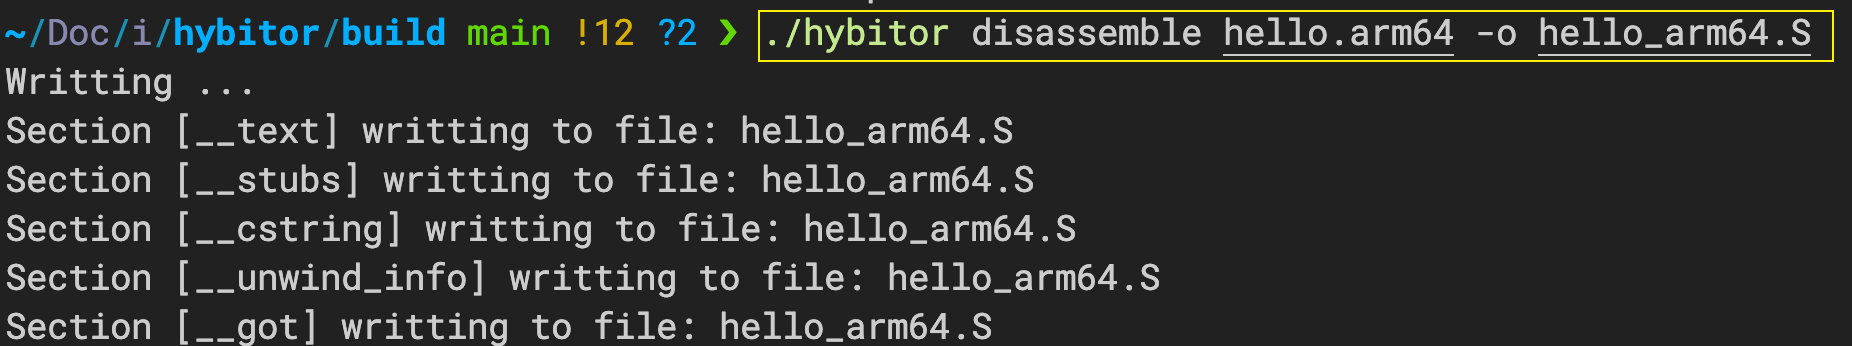 ~/Doc/i/hybitor/build main !12 ?2 ❯ ./hybitor disassemble hello.arm64 -o hello_arm64.S
Writting ...
Section [__text] writting to file: hello_arm64.S
Section [__stubs] writting to file: hello_arm64.S
Section [__cstring] writting to file: hello_arm64.S
Section [__unwind_info] writting to file: hello_arm64.S
Section [__got] writting to file: hello_arm64.S